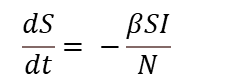 dS/dt = − βSI/N